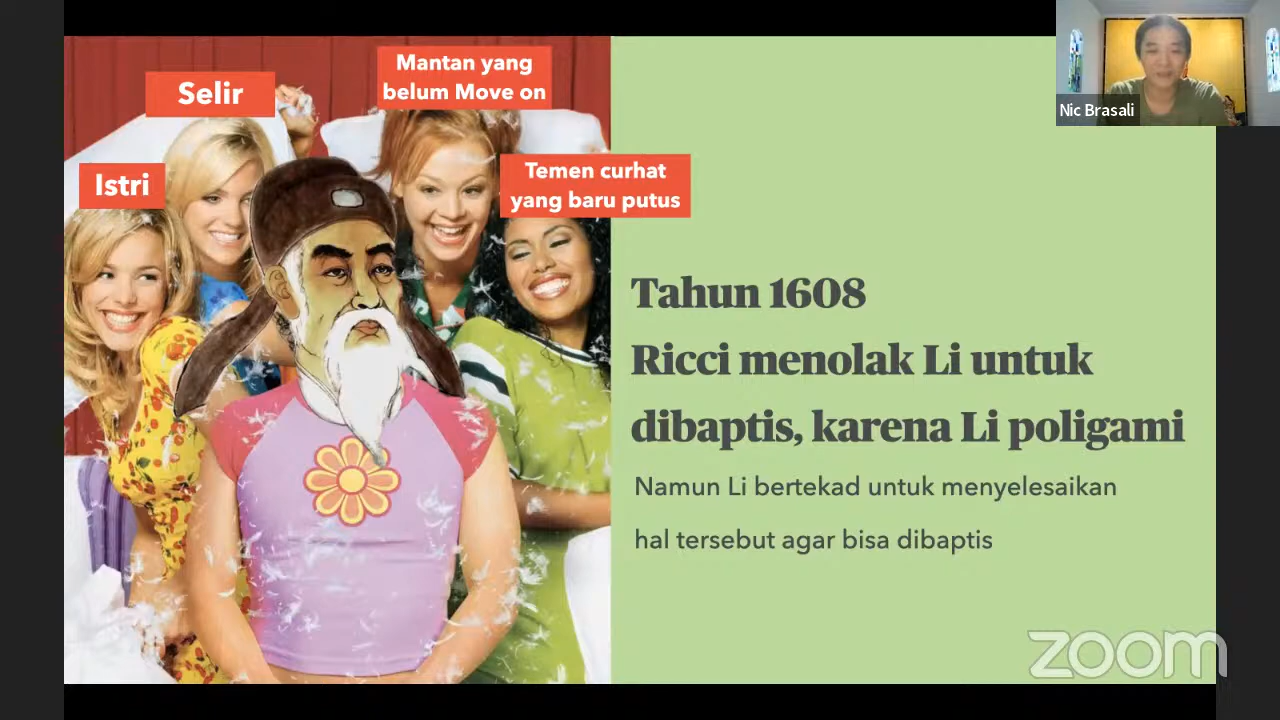 Selir
Mantan yang
belum Move on
Istri
Temen curhat
yang baru putus
Nic Brasali
Tahun 1608
Ricci menolak Li untuk
dibaptis, karena Li poligami
Namun Li bertekad untuk menyelesaikan
hal tersebut agar bisa dibaptis
zoom